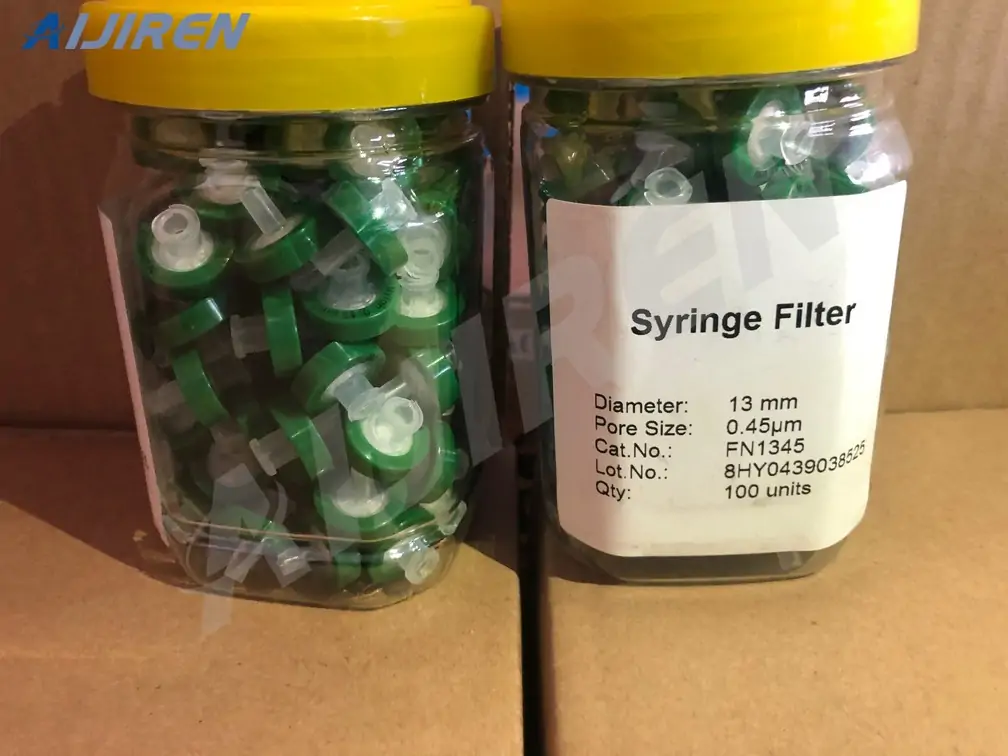 AIJIREN
AIJIREN
Syringe Filter
Diameter: 13 mm
Pore Size: 0.45µm
Cat.No.: FN1345
Lot.No.: 8HY0439038525
Qty: 100 units